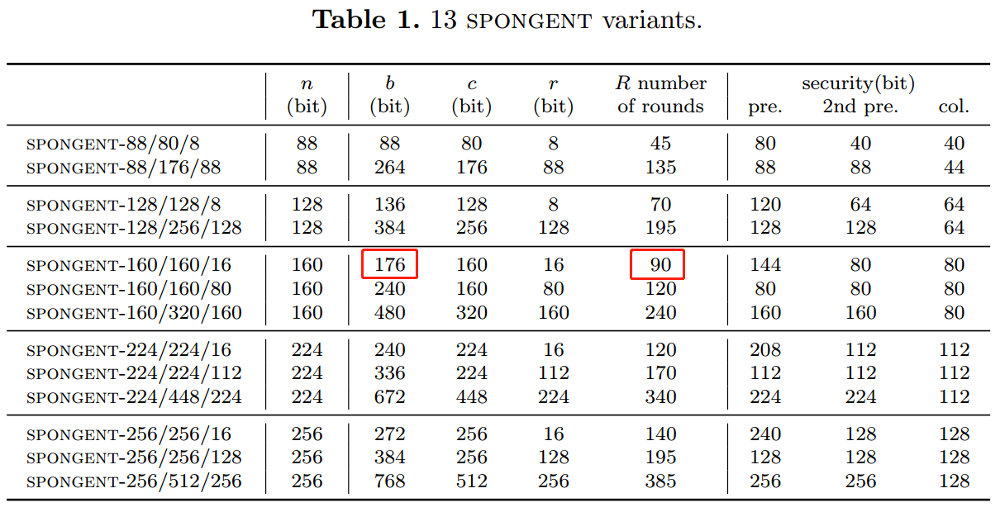 Table 1. 13 SPONGENT variants.
n b c r R number security(bit)
(bit) (bit) (bit) (bit) of rounds pre. 2nd pre. col.
SPONGENT-88/80/8 88 88 80 8 45 80 40 40
SPONGENT-88/176/88 88 264 176 88 135 88 88 44
SPONGENT-128/128/8 128 136 128 8 70 120 64 64
SPONGENT-128/256/128 128 384 256 128 195 128 128 64
SPONGENT-160/160/16 160 176 160 16 90 144 80 80
SPONGENT-160/160/80 160 240 160 80 120 80 80 80
SPONGENT-160/320/160 160 480 320 160 240 160 160 80
SPONGENT-224/224/16 224 240 224 16 120 208 112 112
SPONGENT-224/224/112 224 336 224 112 170 112 112 112
SPONGENT-224/448/224 224 672 448 224 340 224 224 112
SPONGENT-256/256/16 256 272 256 16 140 240 128 128
SPONGENT-256/256/128 256 384 256 128 195 128 128 128
SPONGENT-256/512/256 256 768 512 256 385 256 256 128